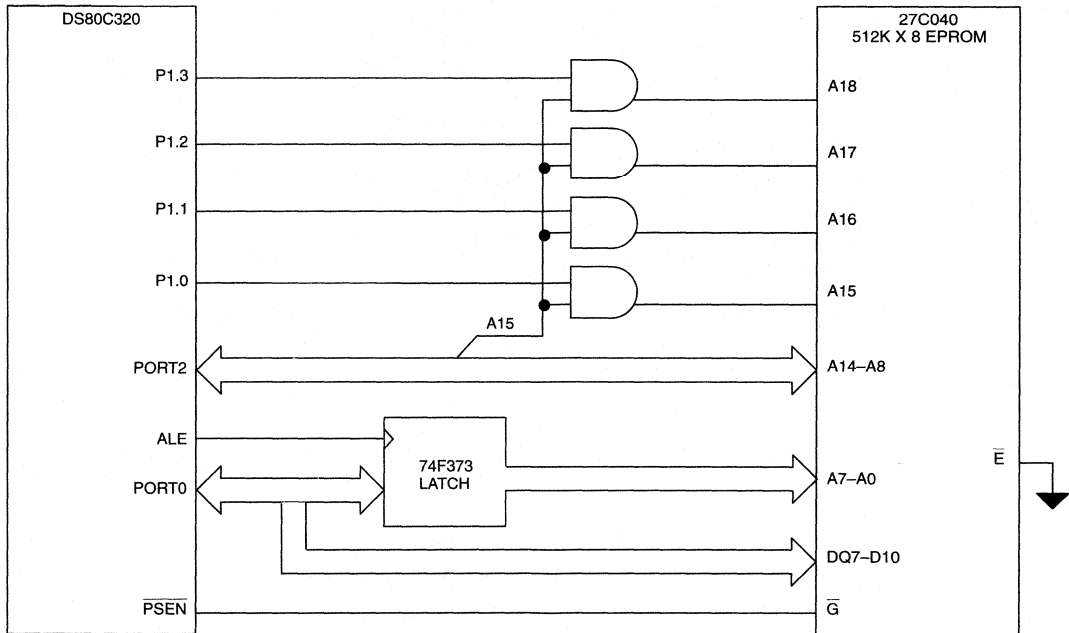 DS80C320
27C040
512K X 8 EPROM
P1.3
A18
P1.2
A17
P1.1
A16
P1.0
A15
A15
PORT2
A14–A8
ALE
74F373
LATCH
PORT0
A7–A0
E
DQ7–D10
PSEN
G